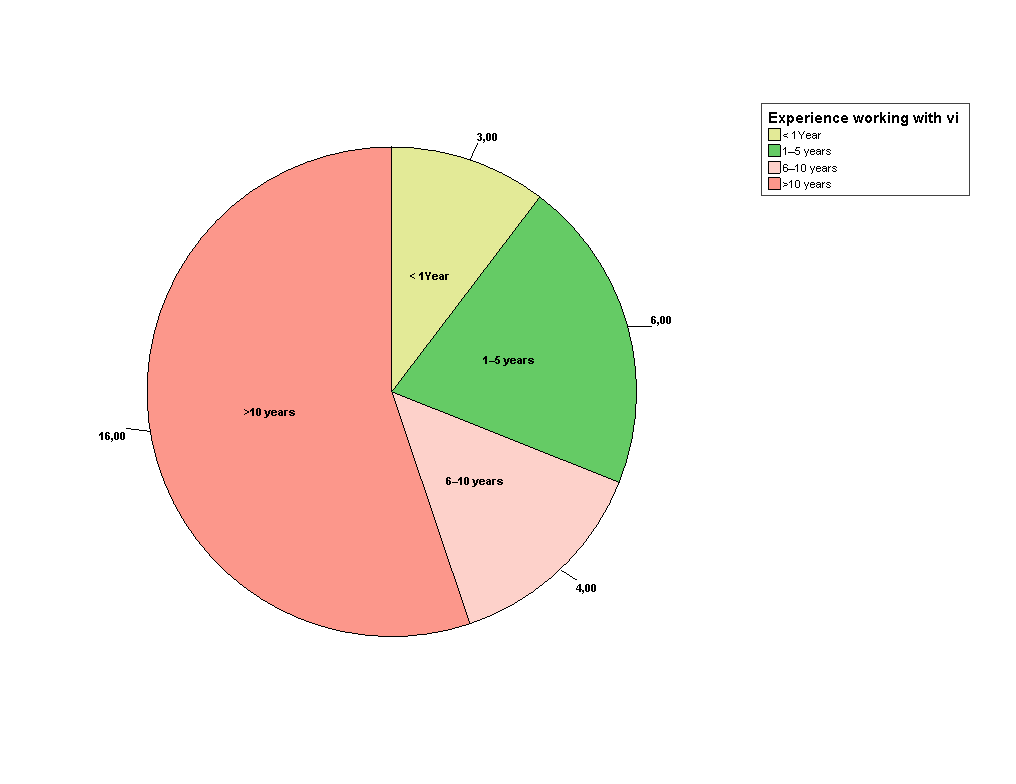 Experience working with vi
< 1Year
1–5 years
6–10 years
>10 years
3,00
< 1Year
6,00
1–5 years
>10 years
16,00
6–10 years
4,00